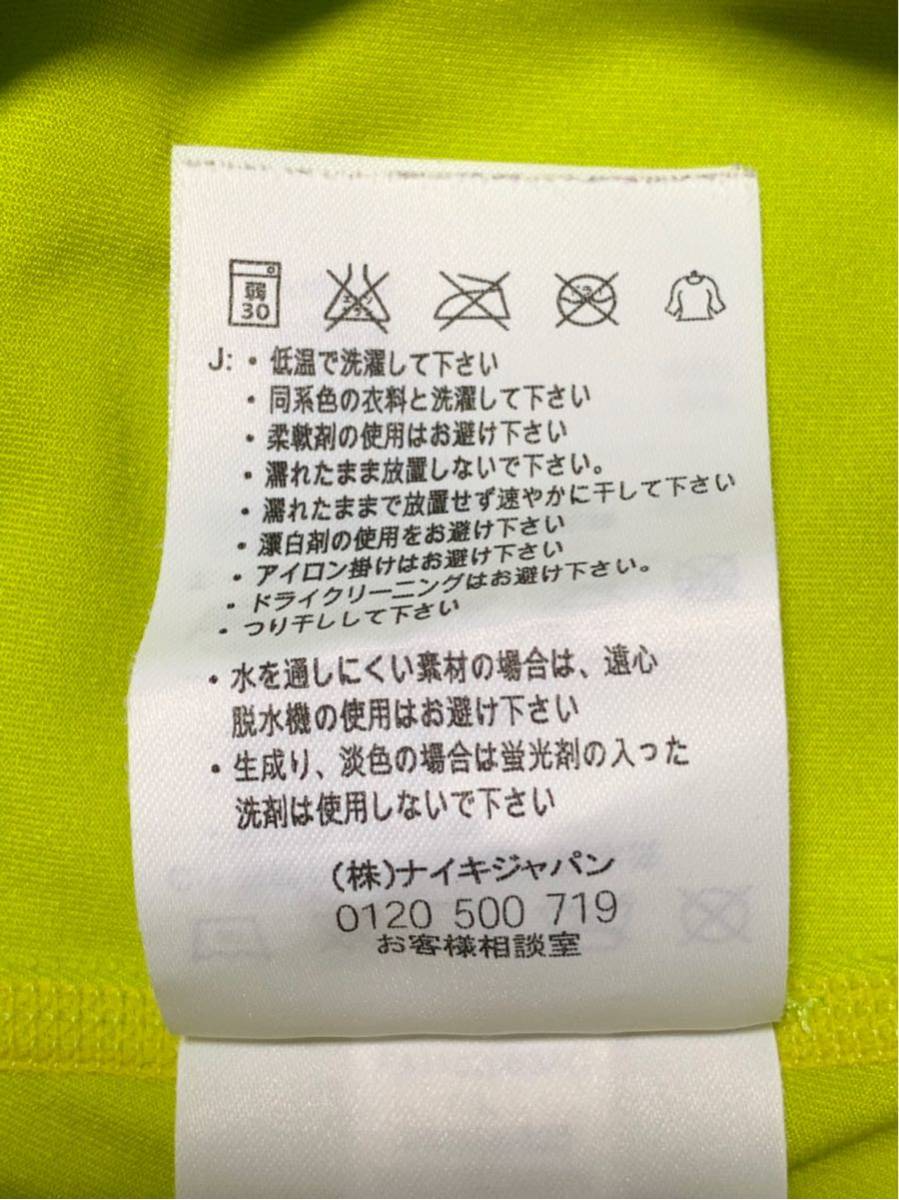 弱
30
エンソ
サラシ
J: ・ 低温で洗濯して下さい
・ 同系色の衣料と洗濯して下さい
・ 柔軟剤の使用はお避け下さい
・ 濡れたまま放置しないで下さい。
・ 濡れたままで放置せず速やかに干して下さい
・ 漂白剤の使用をお避け下さい
・ アイロン掛けはお避け下さい
・ ドライクリーニングはお避け下さい。
・ つり干しして下さい
・ 水を通しにくい素材の場合は、遠心
脱水機の使用はお避け下さい
・ 生成り、淡色の場合は蛍光剤の入った
洗剤は使用しないで下さい
(株)ナイキジャパン
0120 500 719
お客様相談室